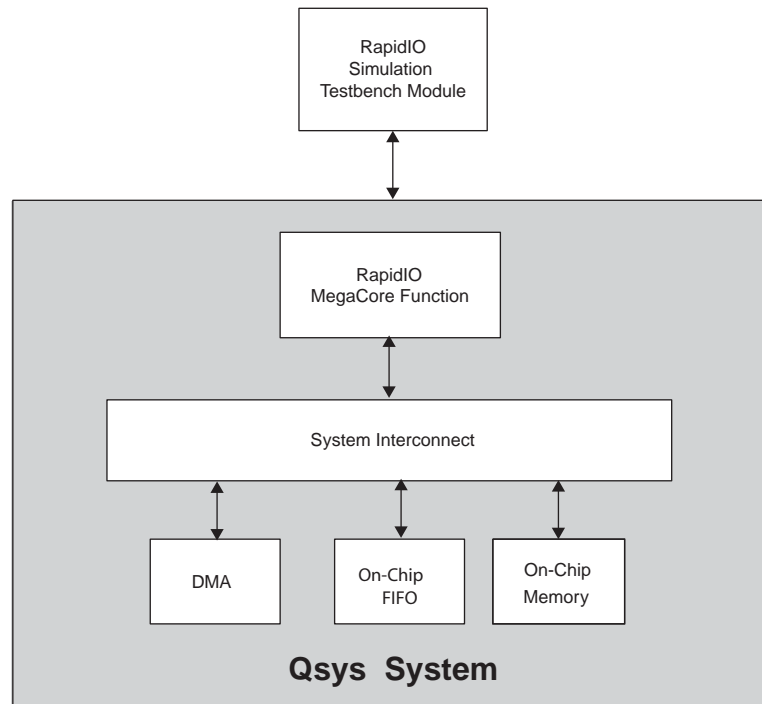 RapidIO
Simulation
Testbench Module
RapidIO
MegaCore Function
System Interconnect
DMA
On-Chip
FIFO
On-Chip
Memory
Qsys System